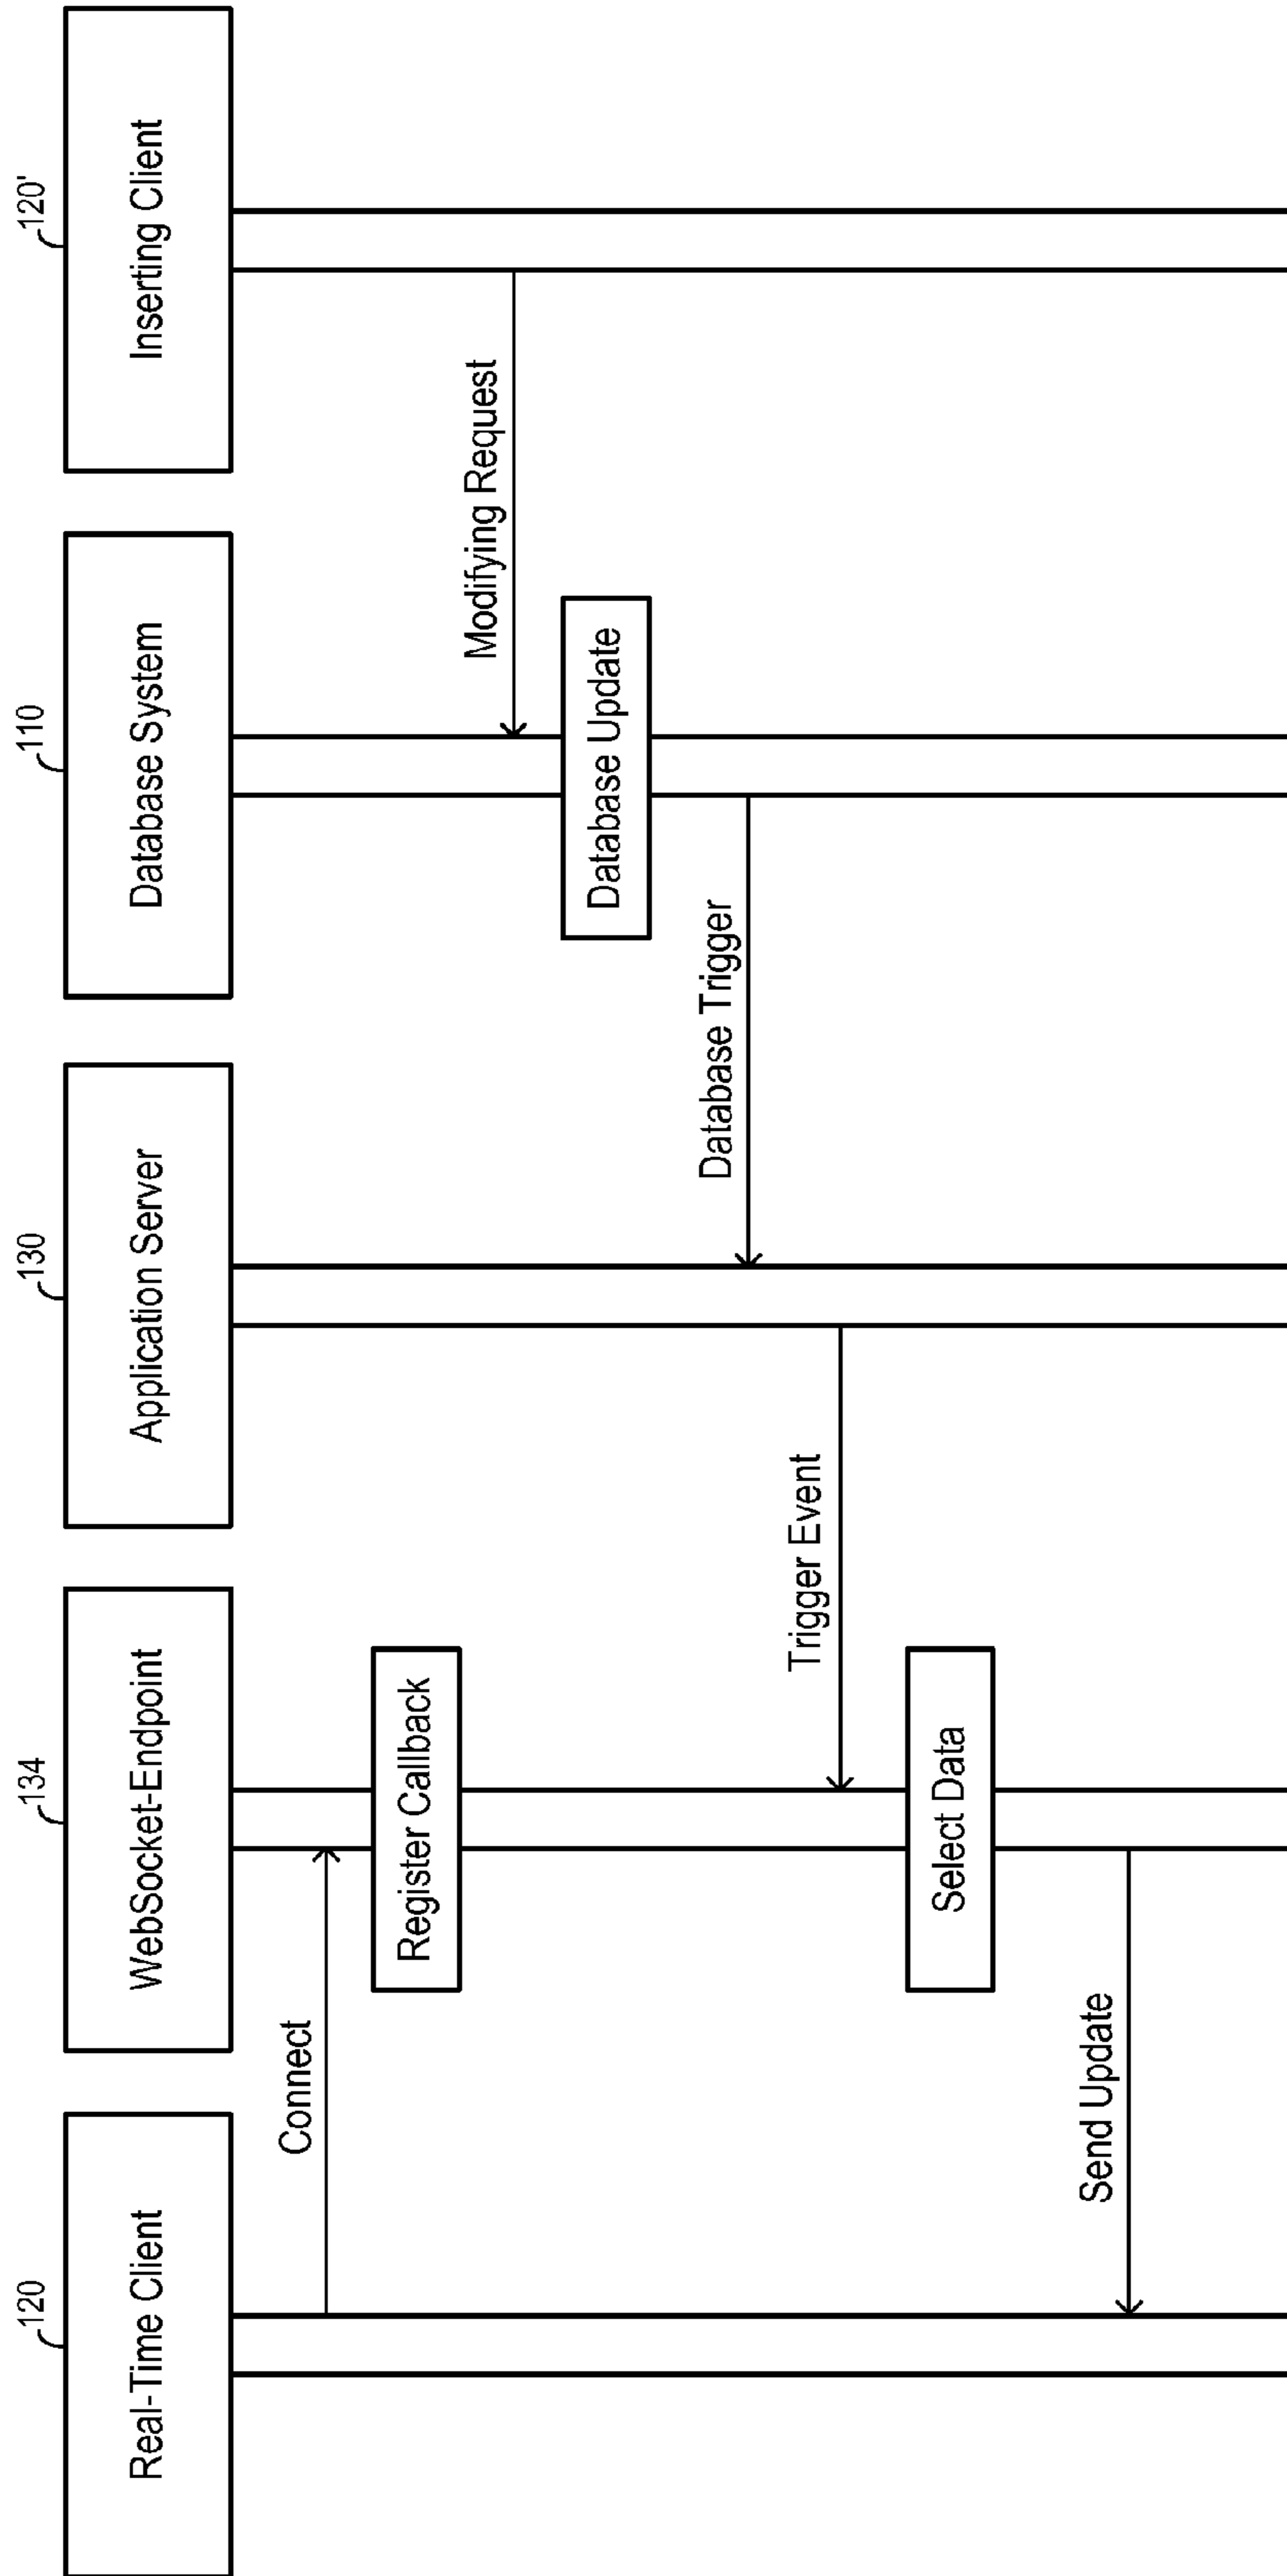 120
134
130
110
120'
Real-Time Client
WebSocket-Endpoint
Application Server
Database System
Inserting Client
Connect
Register Callback
Modifying Request
Database Update
Database Trigger
Trigger Event
Select Data
Send Update